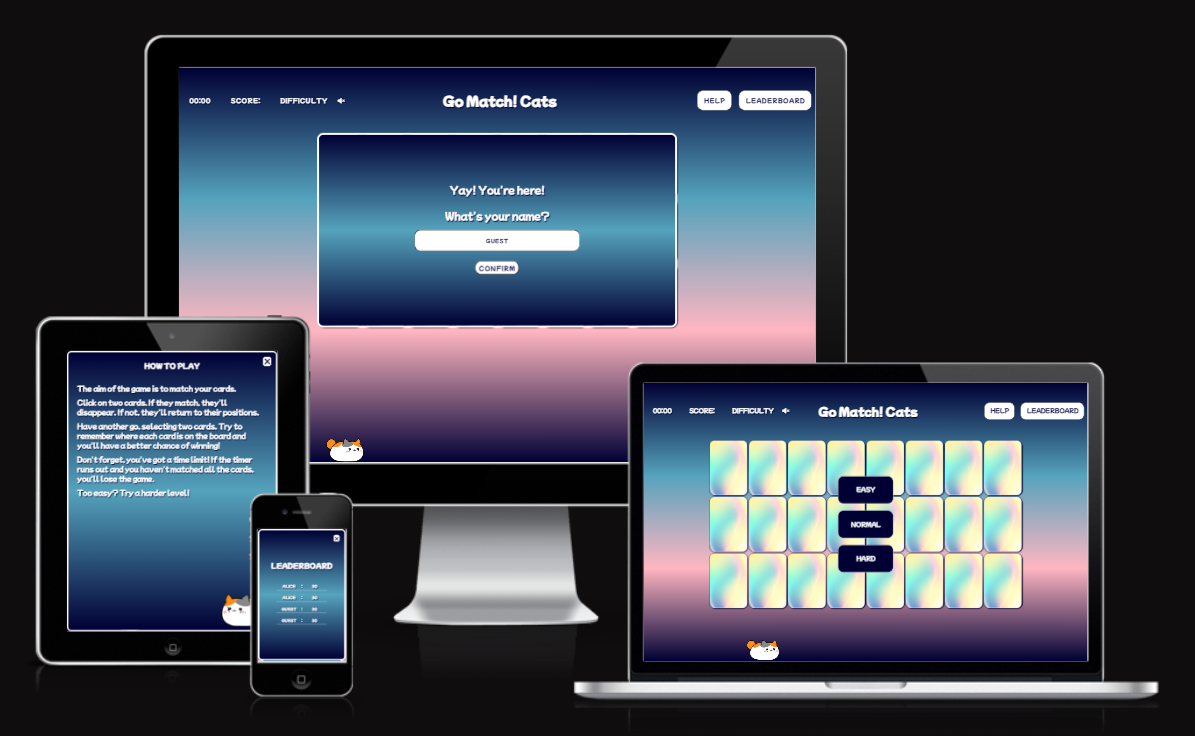 00:00 SCORE: DIFFICULTY Go Match! Cats HELP LEADERBOARD
Yay! You're here!
What's your name?
GUEST
CONFIRM
HOW TO PLAY
The aim of the game is to match your cards.
Click on two cards. If they match, they'll
disappear. If not, they'll return to their positions.
Have another go, selecting two cards. Try to
remember where each card is on the board and
you'll have a better chance of winning!
Don't forget, you've got a time limit! If the timer
runs out and you haven't matched all the cards,
you'll lose the game.
Too easy? Try a harder level!
LEADERBOARD
ALICE : 30
ALICE : 30
GUEST : 30
GUEST : 30
00:00 SCORE: DIFFICULTY Go Match! Cats HELP LEADERBOARD
EASY
NORMAL
HARD